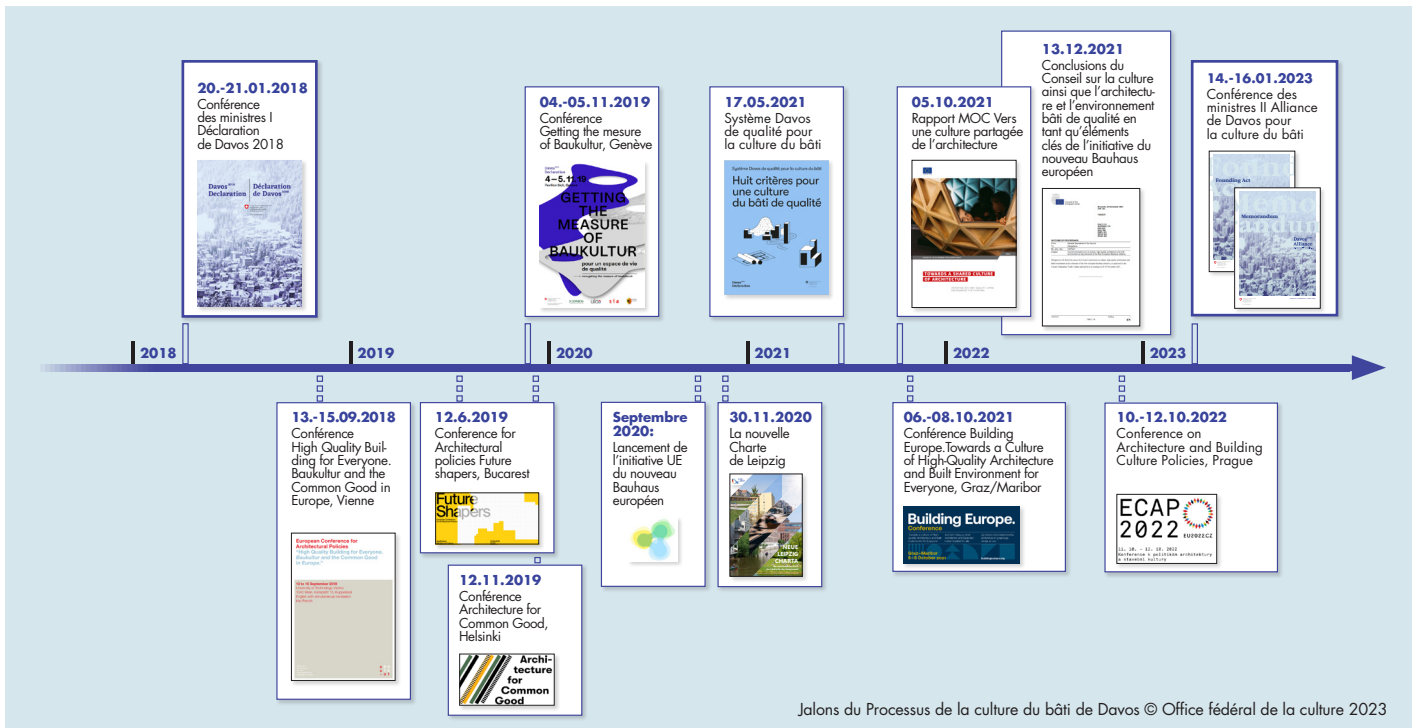 20.-21.01.2018
Conférence
des ministres I
Déclaration
de Davos 2018
Davos
Declaration
Déclaration
de Davos
04.-05.11.2019
Conférence
Getting the mesure
of Baukultur, Genève
4–5.11.19
GETTING
THE
MEASURE
OF
BAUKULTUR
pour un espace de vie
de qualité
17.05.2021
Système Davos
de qualité pour
la culture du bâti
Système Davos de qualité pour la culture du bâti
Huit critères pour
une culture
du bâti de qualité
05.10.2021
Rapport MOC Vers
une culture partagée
de l'architecture
TOWARDS A SHARED CULTURE
OF ARCHITECTURE
13.12.2021
Conclusions du
Conseil sur la culture
ainsi que l'architectu-
re et l'environnement
bâti de qualité en
tant qu'éléments
clés de l'initiative du
nouveau Bauhaus
européen
14.-16.01.2023
Conférence des
ministres II Alliance
de Davos pour
la culture du bâti
Founding Act
Memorandum
Davos
Alliance
2018
2019
2020
2021
2022
2023
13.-15.09.2018
Conférence
High Quality Buil-
ding for Everyone.
Baukultur and the
Common Good in
Europe, Vienne
European Conference for
Architectural Policies
"High Quality Building for Everyone.
Baukultur and the Common Good
in Europe."
12.6.2019
Conference for
Architectural
policies Future
shapers, Bucarest
Future
Shapers
12.11.2019
Conférence
Architecture for
Common Good,
Helsinki
Archi-
tecture
for
Common
Good
Septembre
2020:
Lancement de
l'initiative UE
du nouveau
Bauhaus
européen
30.11.2020
La nouvelle
Charte
de Leipzig
NEUE
LEIPZIG
CHARTA
06.-08.10.2021
Conférence Building
Europe.Towards a Culture
of High-Quality Architecture
and Built Environment for
Everyone, Graz/Maribor
Building Europe.
Conference
10.-12.10.2022
Conference on
Architecture and Building
Culture Policies, Prague
ECAP
2022
EU2022.CZ
Konference k politikám architektury
a stavební kultury
Jalons du Processus de la culture du bâti de Davos © Office fédéral de la culture 2023